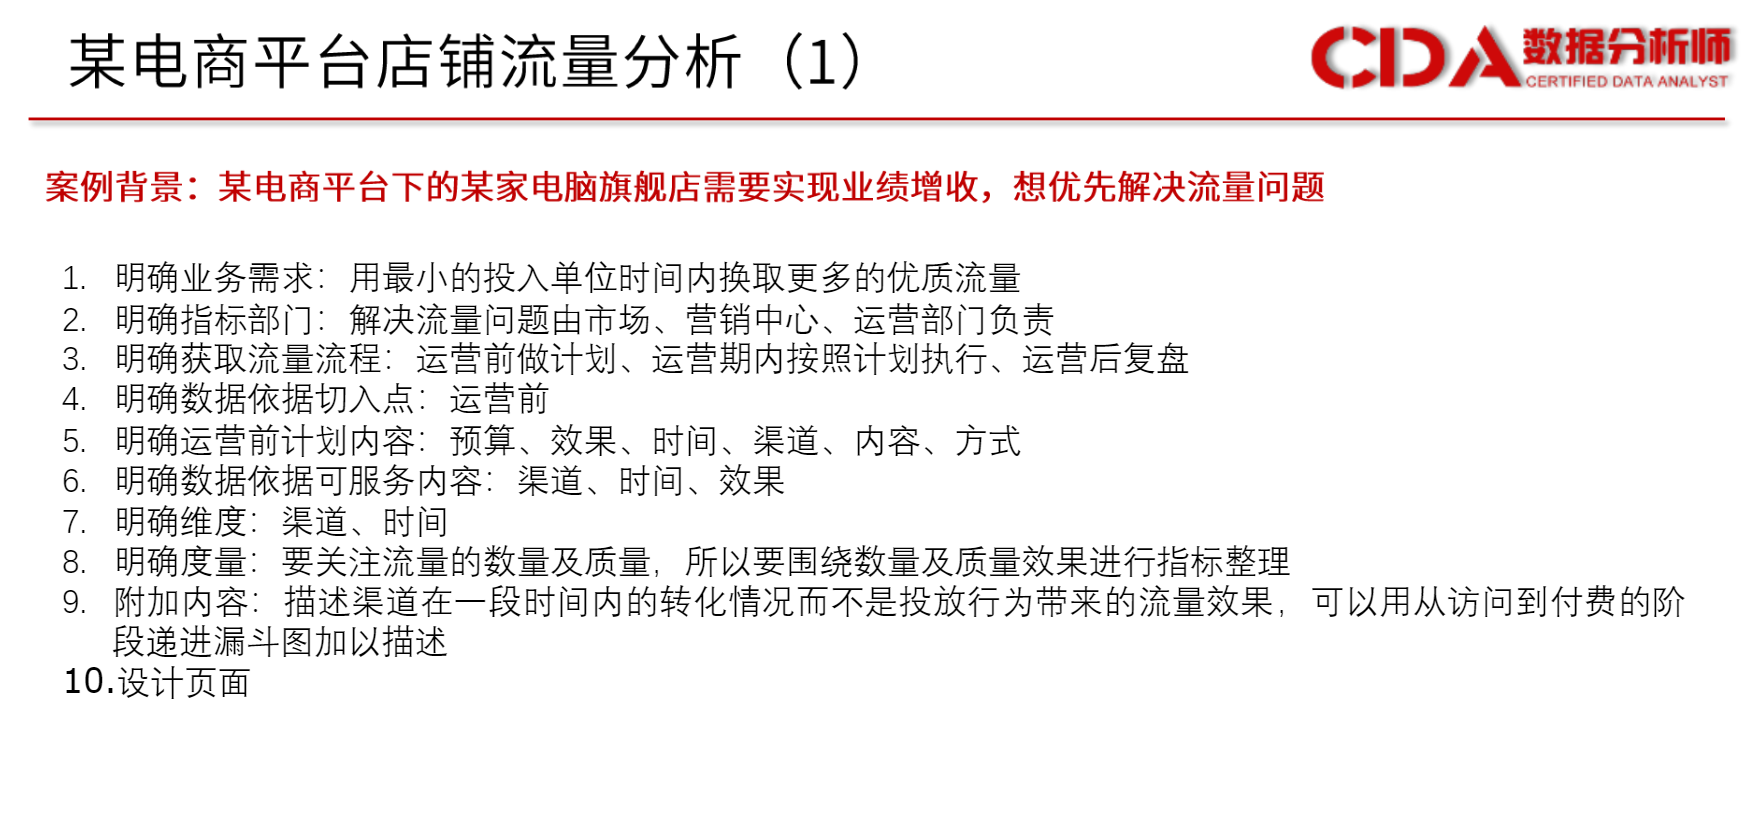 某电商平台店铺流量分析（1）
CDA数据分析师
CERTIFIED DATA ANALYST
案例背景：某电商平台下的某家电脑旗舰店需要实现业绩增收，想优先解决流量问题
1. 明确业务需求：用最小的投入单位时间内换取更多的优质流量
2. 明确指标部门：解决流量问题由市场、营销中心、运营部门负责
3. 明确获取流量流程：运营前做计划、运营期内按照计划执行、运营后复盘
4. 明确数据依据切入点：运营前
5. 明确运营前计划内容：预算、效果、时间、渠道、内容、方式
6. 明确数据依据可服务内容：渠道、时间、效果
7. 明确维度：渠道、时间
8. 明确度量：要关注流量的数量及质量，所以要围绕数量及质量效果进行指标整理
9. 附加内容：描述渠道在一段时间内的转化情况而不是投放行为带来的流量效果，可以用从访问到付费的阶
段递进漏斗图加以描述
10.设计页面